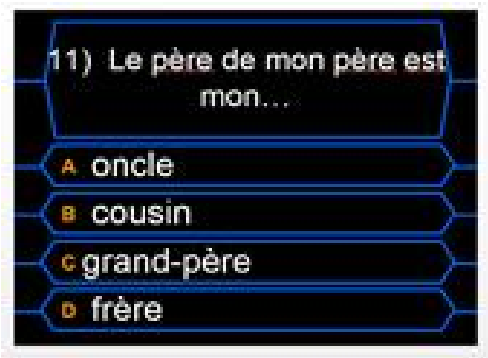 11) Le père de mon père est
mon...
A oncle
B cousin
C grand-père
D frère